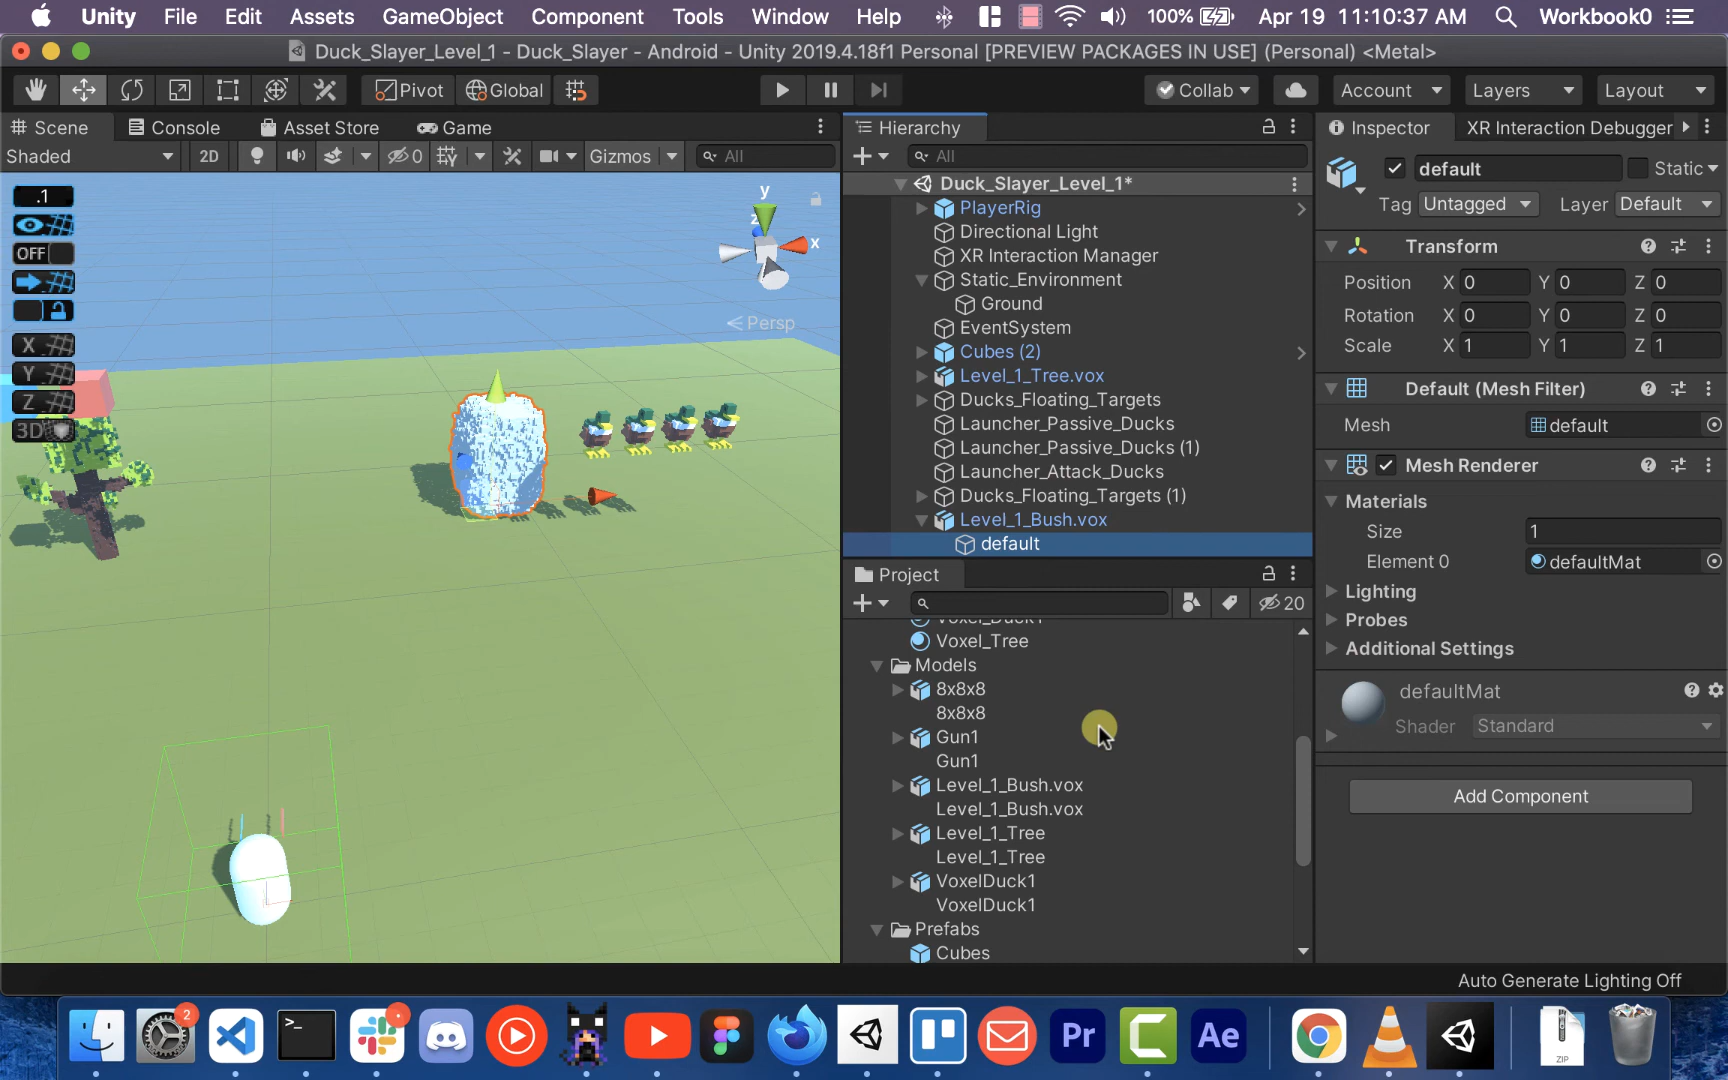 Unity File Edit Assets GameObject Component Tools Window Help 100% Apr 19 11:10:37 AM Workbook0
Duck_Slayer_Level_1 - Duck_Slayer - Android - Unity 2019.4.18f1 Personal [PREVIEW PACKAGES IN USE] (Personal) <Metal>
Pivot Global Collab Account Layers Layout
Scene Console Asset Store Game
Shaded 2D 0 Gizmos All
.1
OFF
X
Y
Z
3D
y
z
x
Persp
Hierarchy
All
Duck_Slayer_Level_1*
PlayerRig
Directional Light
XR Interaction Manager
Static_Environment
Ground
EventSystem
Cubes (2)
Level_1_Tree.vox
Ducks_Floating_Targets
Launcher_Passive_Ducks
Launcher_Passive_Ducks (1)
Launcher_Attack_Ducks
Ducks_Floating_Targets (1)
Level_1_Bush.vox
default
Project
20
Voxel_Duck1
Voxel_Tree
Models
8x8x8
8x8x8
Gun1
Gun1
Level_1_Bush.vox
Level_1_Bush.vox
Level_1_Tree
Level_1_Tree
VoxelDuck1
VoxelDuck1
Prefabs
Cubes
Inspector XR Interaction Debugger
default Static
Tag Untagged Layer Default
Transform
Position X 0 Y 0 Z 0
Rotation X 0 Y 0 Z 0
Scale X 1 Y 1 Z 1
Default (Mesh Filter)
Mesh default
Mesh Renderer
Materials
Size 1
Element 0 defaultMat
Lighting
Probes
Additional Settings
defaultMat
Shader Standard
Add Component
Auto Generate Lighting Off
2
>_
Pr
C
Ae
ZIP